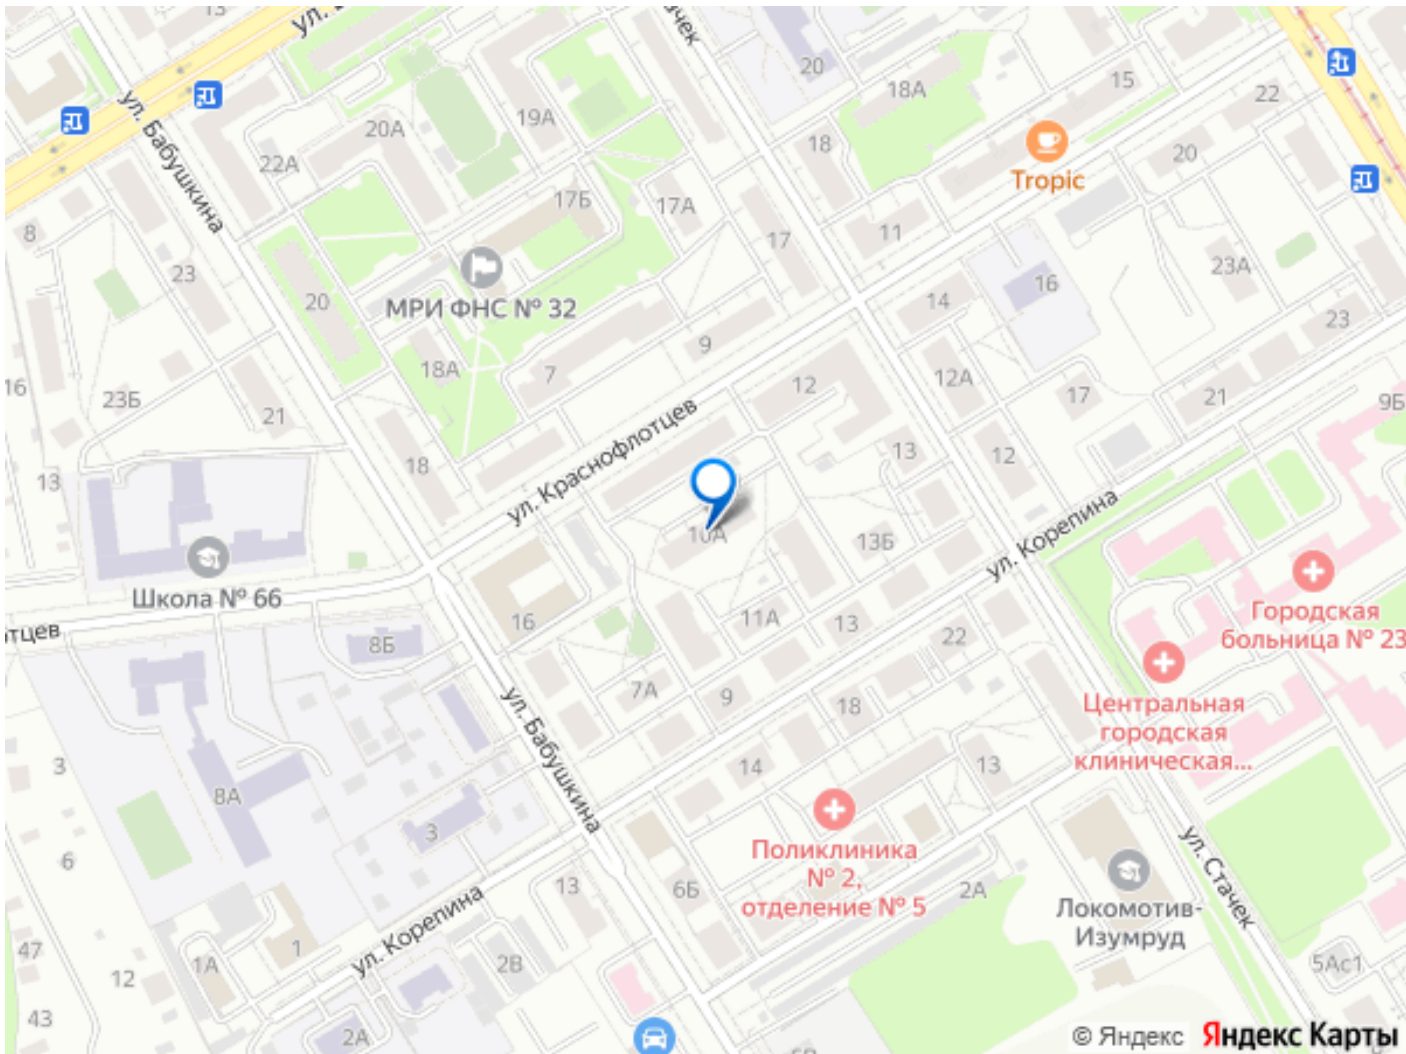 13
ул.
чек
20
18А
15
22
20А
19А
18
Tropic
20
22А
ул. Бабушкина
17Б
17А
8
23
17
11
23А
МРИ ФНС № 32
20
16
14
23
9
18А
7
12
12А
16
23Б
17
21
9Б
21
18
13
12
13
ул. Краснофлотцев
ул. Корепина
10А
13Б
Школа № 66
Городская
больница № 23
16
11А
13
22
отцев
8Б
7А
9
18
Центральная
городская
клиническая...
ул. Бабушкина
3
14
13
8А
3
6
Поликлиника
№ 2,
отделение № 5
ул. Стачек
13
6Б
2А
Локомотив-
Изумруд
ул. Корепина
47
1
1А
12
2В
5Ас1
43
2А
© Яндекс Яндекс Карты